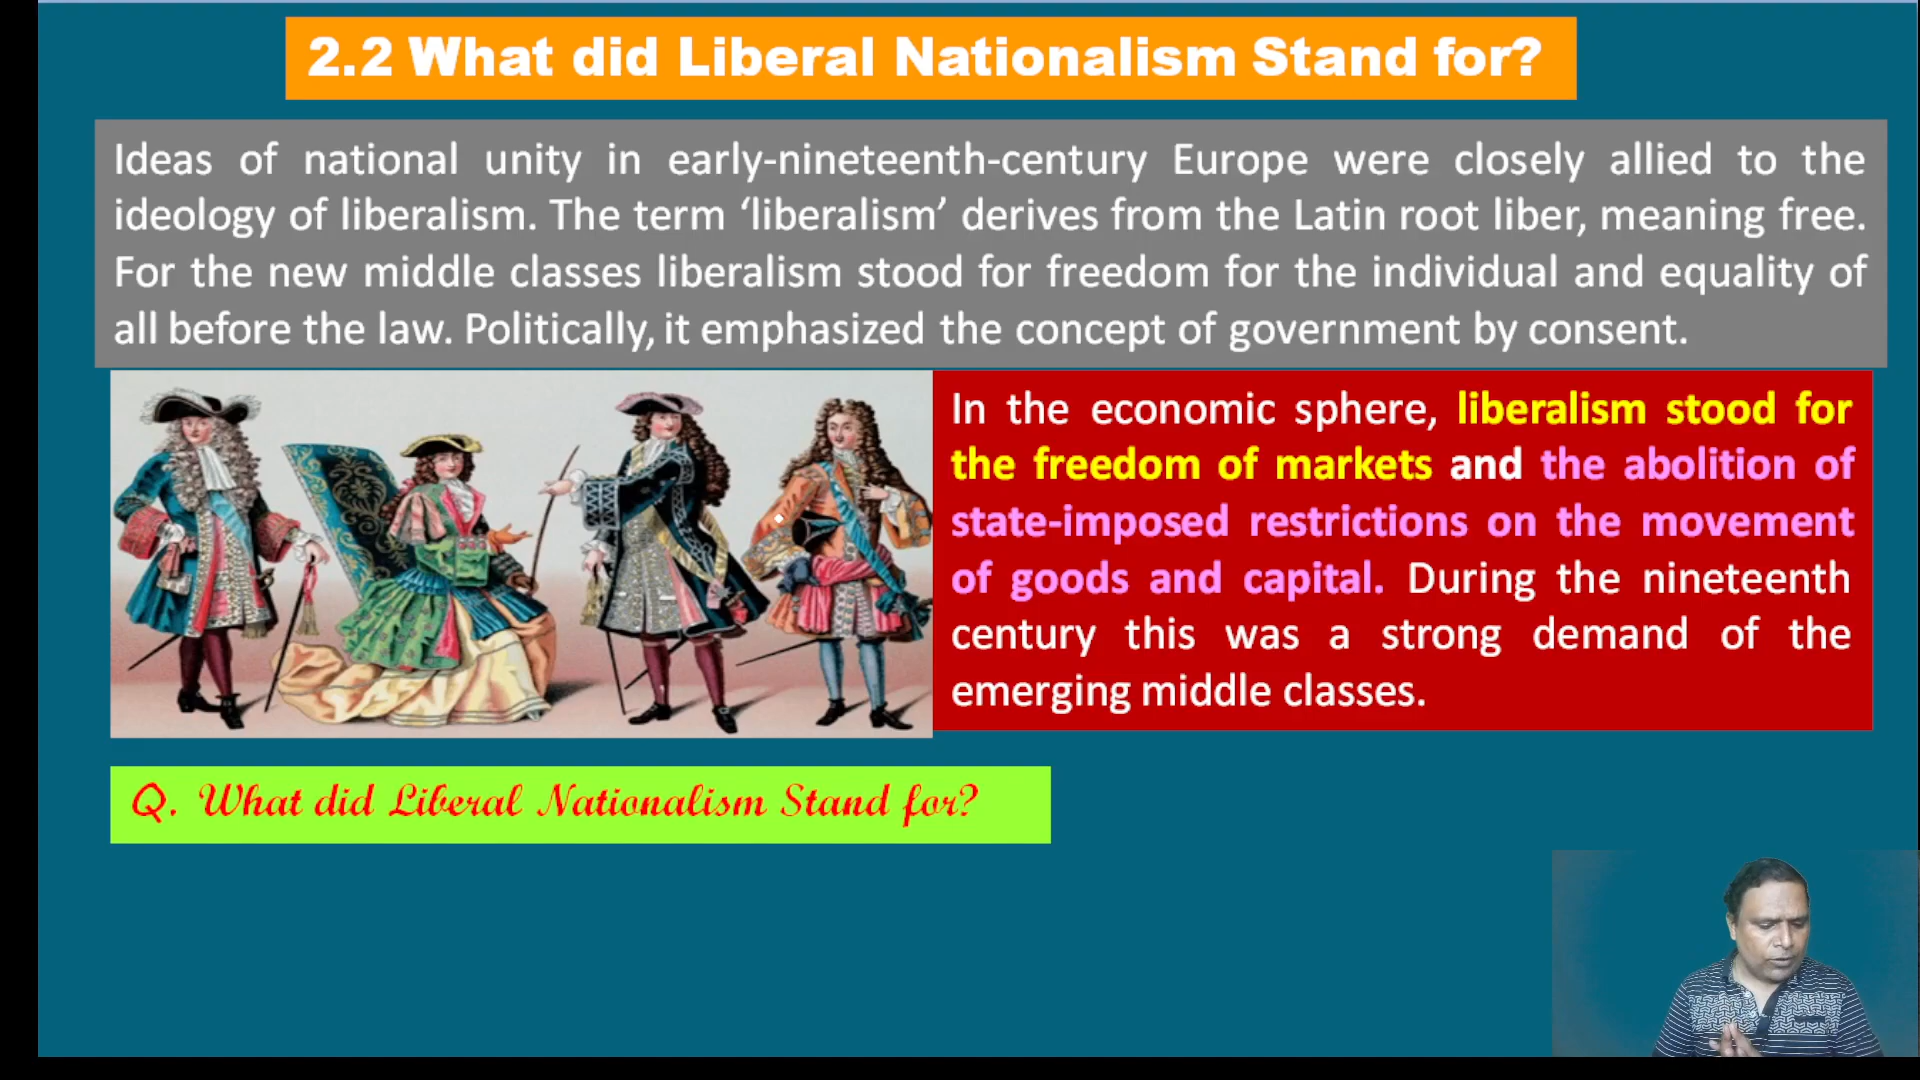 2.2 What did Liberal Nationalism Stand for?
Ideas of national unity in early-nineteenth-century Europe were closely allied to the
ideology of liberalism. The term ‘liberalism’ derives from the Latin root liber, meaning free.
For the new middle classes liberalism stood for freedom for the individual and equality of
all before the law. Politically, it emphasized the concept of government by consent.
In the economic sphere, liberalism stood for
the freedom of markets and the abolition of
state-imposed restrictions on the movement
of goods and capital. During the nineteenth
century this was a strong demand of the
emerging middle classes.
Q. What did Liberal Nationalism Stand for?